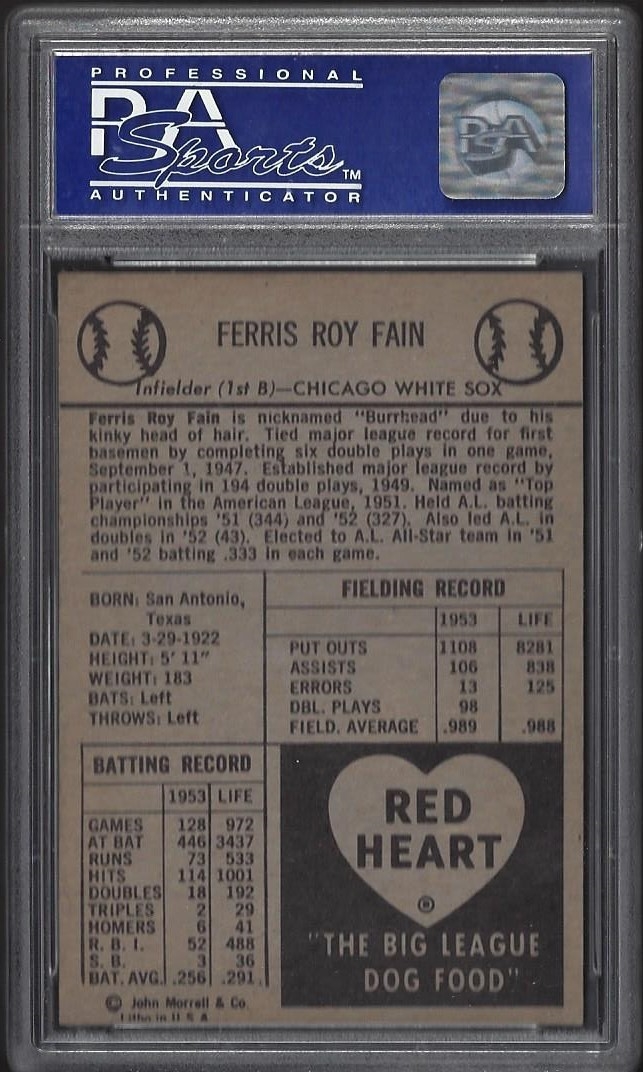 PROFESSIONAL
PSA
Sports™
AUTHENTICATOR
PSA
FERRIS ROY FAIN
Infielder (1st B)—CHICAGO WHITE SOX
Ferris Roy Fain is nicknamed "Burrhead" due to his
kinky head of hair. Tied major league record for first
basemen by completing six double plays in one game,
September 1, 1947. Established major league record by
participating in 194 double plays, 1949. Named as "Top
Player" in the American League, 1951. Held A.L. batting
championships '51 (344) and '52 (327). Also led A.L. in
doubles in '52 (43). Elected to A.L. All-Star team in '51
and '52 batting .333 in each game.
BORN: San Antonio,
Texas
DATE: 3-29-1922
HEIGHT: 5' 11"
WEIGHT: 183
BATS: Left
THROWS: Left
FIELDING RECORD
1953 LIFE
PUT OUTS 1108 8281
ASSISTS 106 838
ERRORS 13 125
DBL. PLAYS 98
FIELD. AVERAGE .989 .988
BATTING RECORD
1953 LIFE
GAMES 128 972
AT BAT 446 3437
RUNS 73 533
HITS 114 1001
DOUBLES 18 192
TRIPLES 2 29
HOMERS 6 41
R. B. I. 52 488
S. B. 3 36
BAT. AVG. .256 .291
RED
HEART
®
"THE BIG LEAGUE
DOG FOOD"
© John Morrell & Co.
Litho in U S A